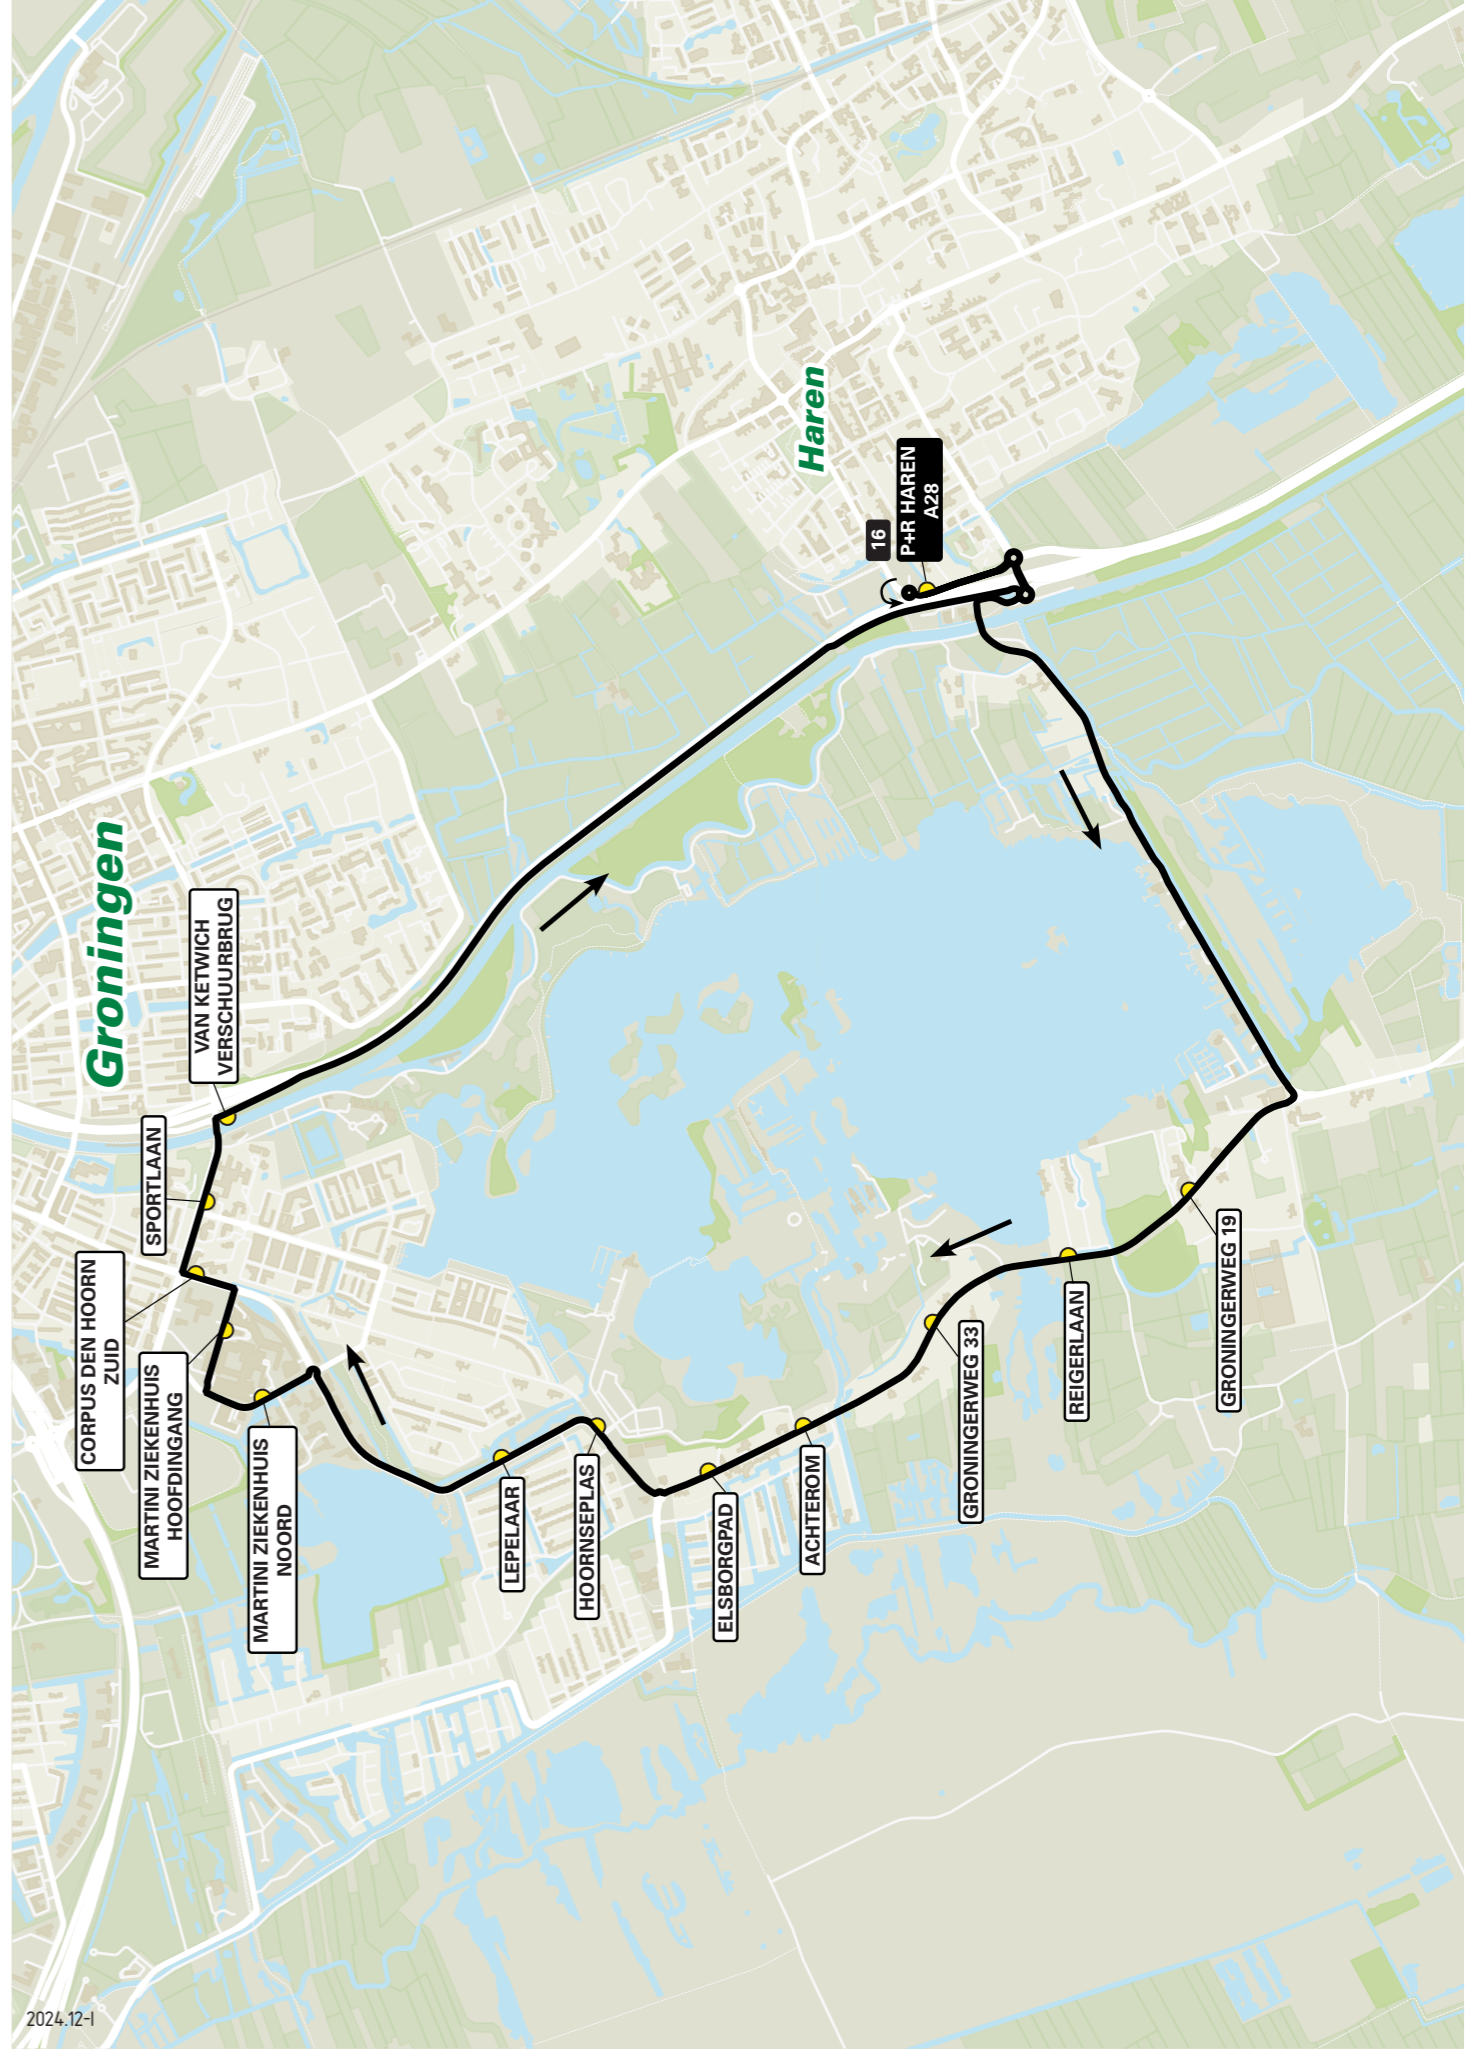 Groningen
Haren
16
P+R HAREN
A28
VAN KETWICH
VERSCHUURBRUG
SPORTLAAN
CORPUS DEN HOORN
ZUID
MARTINI ZIEKENHUIS
HOOFDINGANG
MARTINI ZIEKENHUIS
NOORD
LEPELAAR
HOORNSEPLAS
ELSBORGPAD
ACHTEROM
GRONINGERWEG 33
REIGERLAAN
GRONINGERWEG 19
2024.12-I